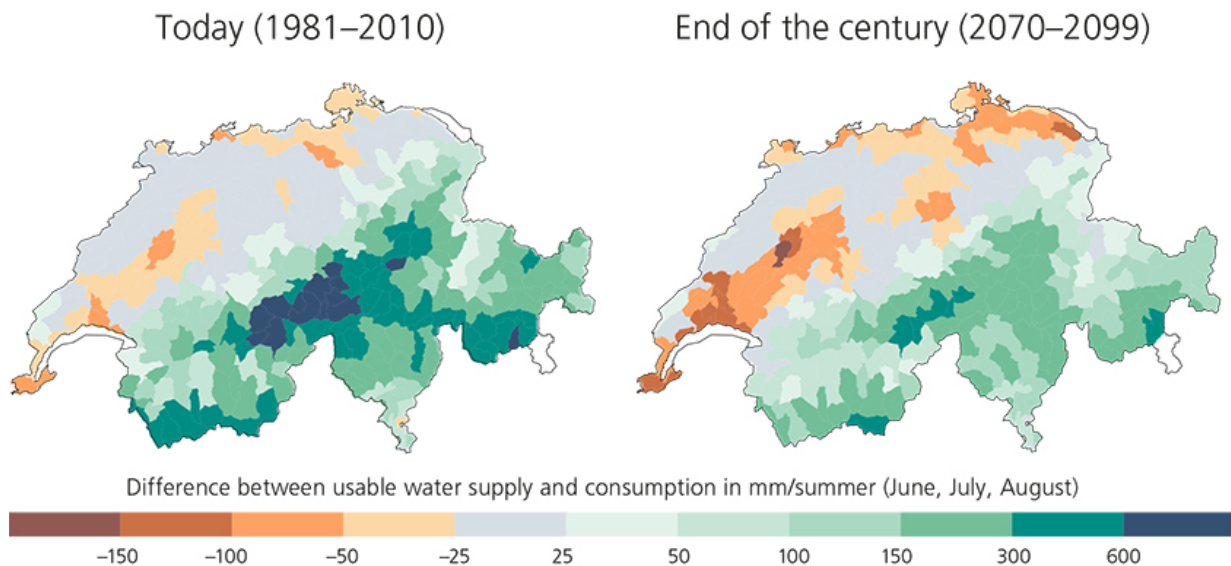 Today (1981–2010)
End of the century (2070–2099)
Difference between usable water supply and consumption in mm/summer (June, July, August)
–150 –100 –50 –25 25 50 100 150 300 600